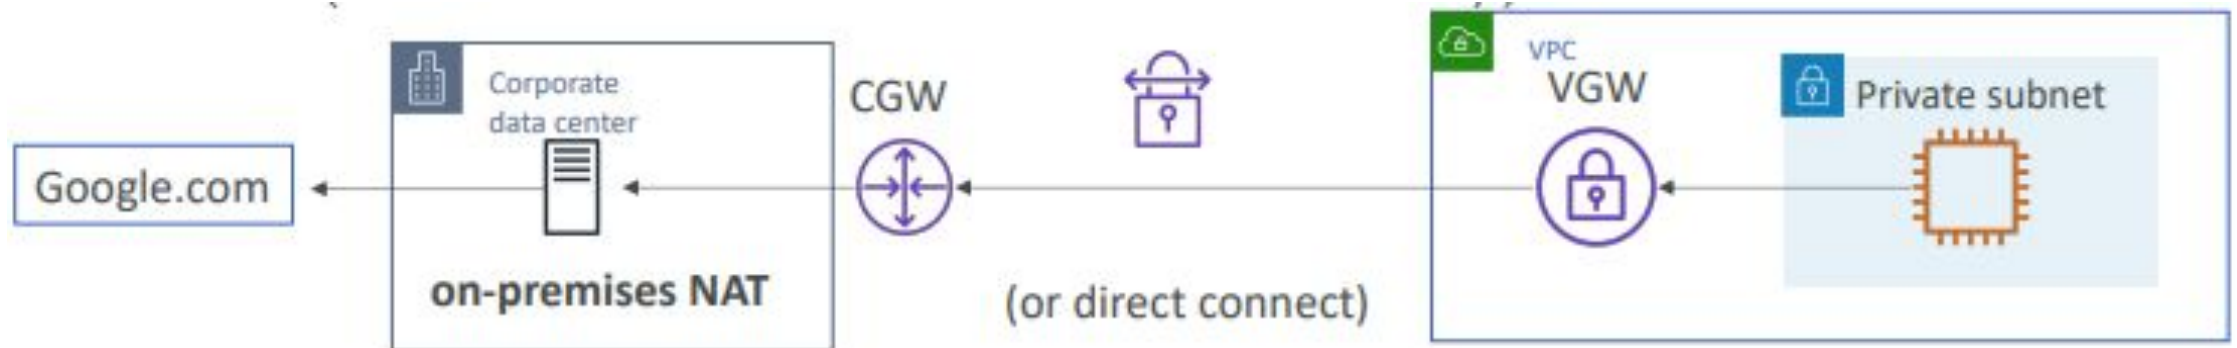 Google.com
Corporate
data center
on-premises NAT
CGW
(or direct connect)
VPC
VGW
Private subnet